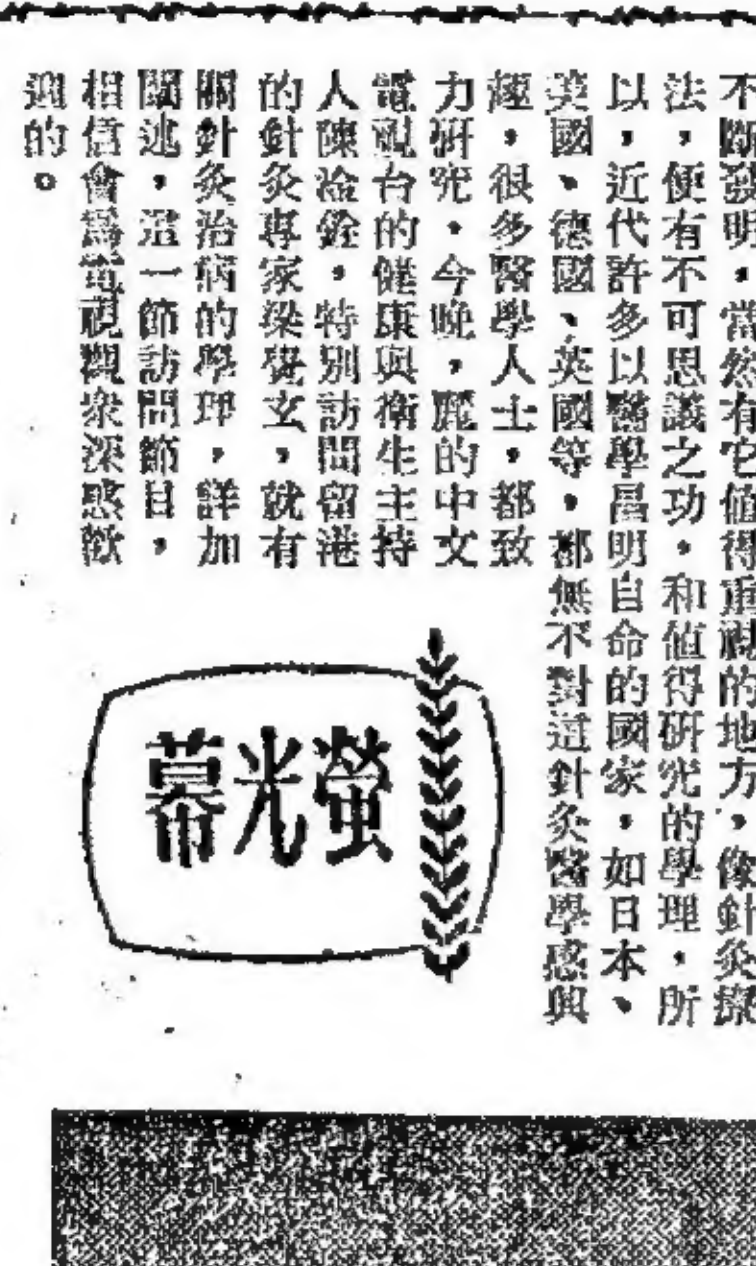 不斷發明,當然有它值得重視的地方,像針灸療
法,便有不可思議之功,和值得研究的學理,所
以,近代許多以醫學昌明自命的國家,如日本、
美國、德國、英國等,都無不對這針灸醫學感興
趣,很多醫學人士,都致
力研究,今晚,麗的中文
電視台的健康與衛生主持
人陳冶銓,特別訪問留港
的針灸專家梁覺玄,就有
關針灸治病的學理,詳加
闡述,這一節訪問節目,
相信會爲電視觀衆深感歡
迎的。
螢光幕